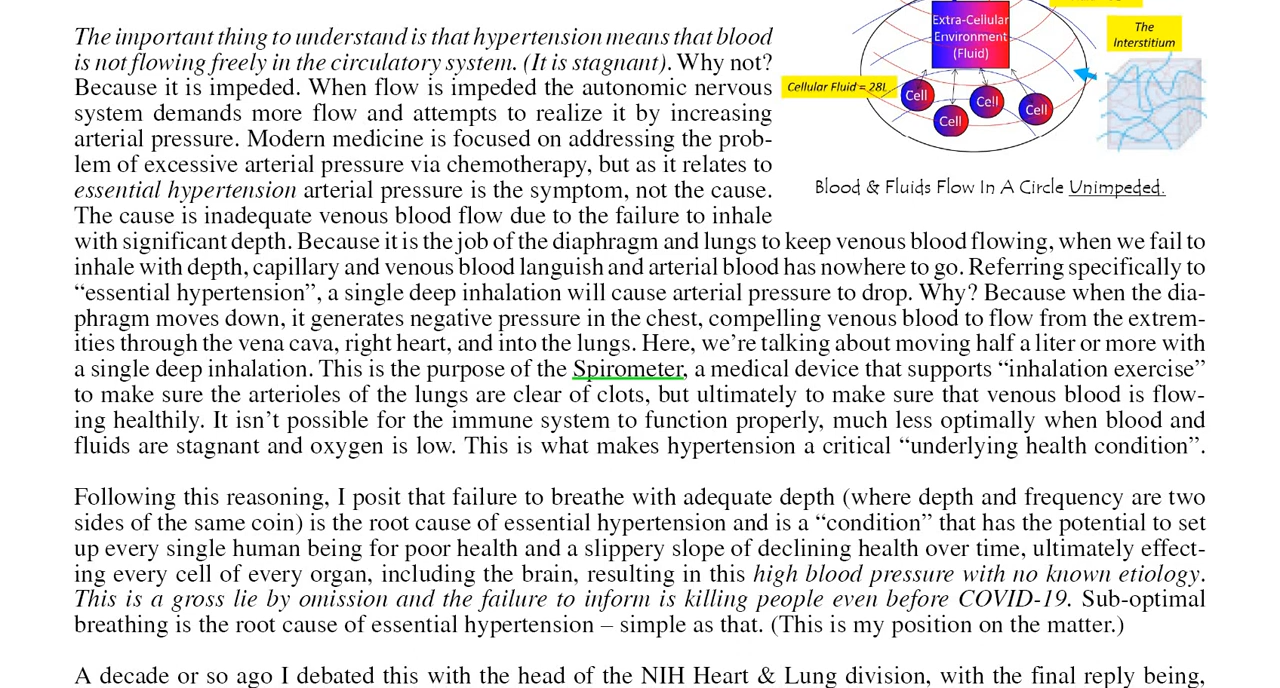 The important thing to understand is that hypertension means that blood
is not flowing freely in the circulatory system. (It is stagnant). Why not?
Because it is impeded. When flow is impeded the autonomic nervous
system demands more flow and attempts to realize it by increasing
arterial pressure. Modern medicine is focused on addressing the prob-
lem of excessive arterial pressure via chemotherapy, but as it relates to
essential hypertension arterial pressure is the symptom, not the cause.
The cause is inadequate venous blood flow due to the failure to inhale
Extra-Cellular
Environment
(Fluid)
The
Interstitium
Cellular Fluid = 28L
Cell
Cell
Cell
Cell
Blood & Fluids Flow In A Circle Unimpeded.
with significant depth. Because it is the job of the diaphragm and lungs to keep venous blood flowing, when we fail to
inhale with depth, capillary and venous blood languish and arterial blood has nowhere to go. Referring specifically to
“essential hypertension”, a single deep inhalation will cause arterial pressure to drop. Why? Because when the dia-
phragm moves down, it generates negative pressure in the chest, compelling venous blood to flow from the extrem-
ities through the vena cava, right heart, and into the lungs. Here, we’re talking about moving half a liter or more with
a single deep inhalation. This is the purpose of the Spirometer, a medical device that supports “inhalation exercise”
to make sure the arterioles of the lungs are clear of clots, but ultimately to make sure that venous blood is flow-
ing healthily. It isn’t possible for the immune system to function properly, much less optimally when blood and
fluids are stagnant and oxygen is low. This is what makes hypertension a critical “underlying health condition”.
Following this reasoning, I posit that failure to breathe with adequate depth (where depth and frequency are two
sides of the same coin) is the root cause of essential hypertension and is a “condition” that has the potential to set
up every single human being for poor health and a slippery slope of declining health over time, ultimately effect-
ing every cell of every organ, including the brain, resulting in this high blood pressure with no known etiology.
This is a gross lie by omission and the failure to inform is killing people even before COVID-19. Sub-optimal
breathing is the root cause of essential hypertension – simple as that. (This is my position on the matter.)
A decade or so ago I debated this with the head of the NIH Heart & Lung division, with the final reply being,